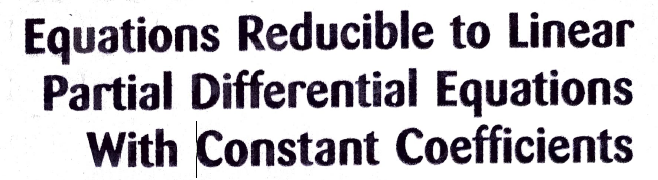 Equations Reducible to Linear
Partial Differential Equations
With Constant Coefficients